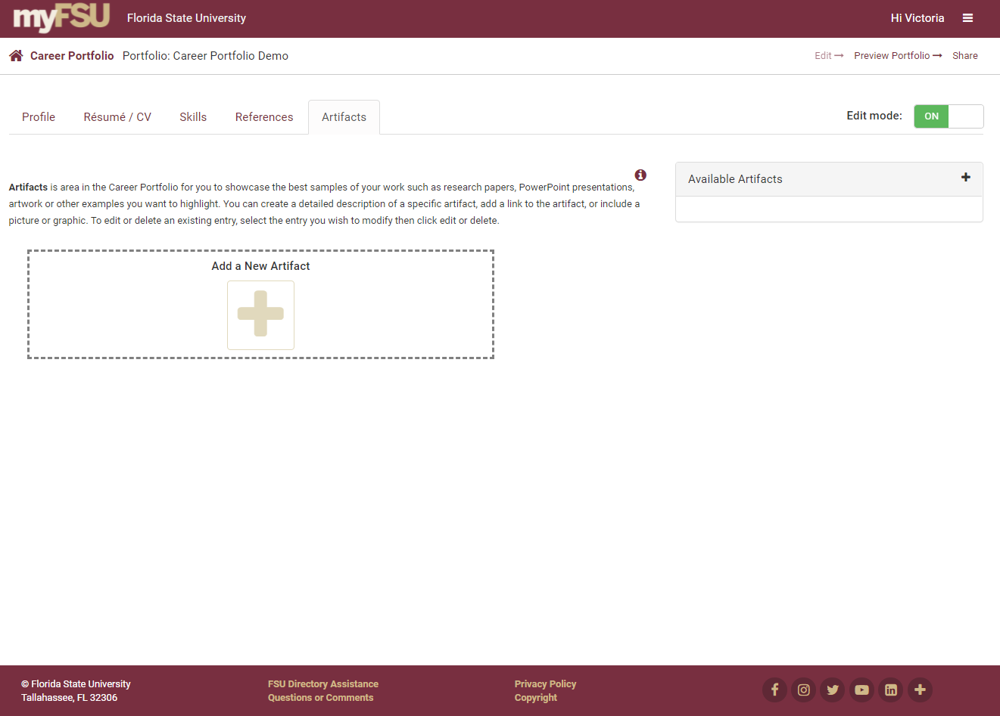 myFSU Florida State University Hi Victoria
Career Portfolio Portfolio: Career Portfolio Demo Edit Preview Portfolio Share
Profile Résumé / CV Skills References Artifacts Edit mode: ON
Artifacts is area in the Career Portfolio for you to showcase the best samples of your work such as research papers, PowerPoint presentations,
artwork or other examples you want to highlight. You can create a detailed description of a specific artifact, add a link to the artifact, or include a
picture or graphic. To edit or delete an existing entry, select the entry you wish to modify then click edit or delete.
Available Artifacts
Add a New Artifact
© Florida State University
Tallahassee, FL 32306
FSU Directory Assistance
Questions or Comments
Privacy Policy
Copyright